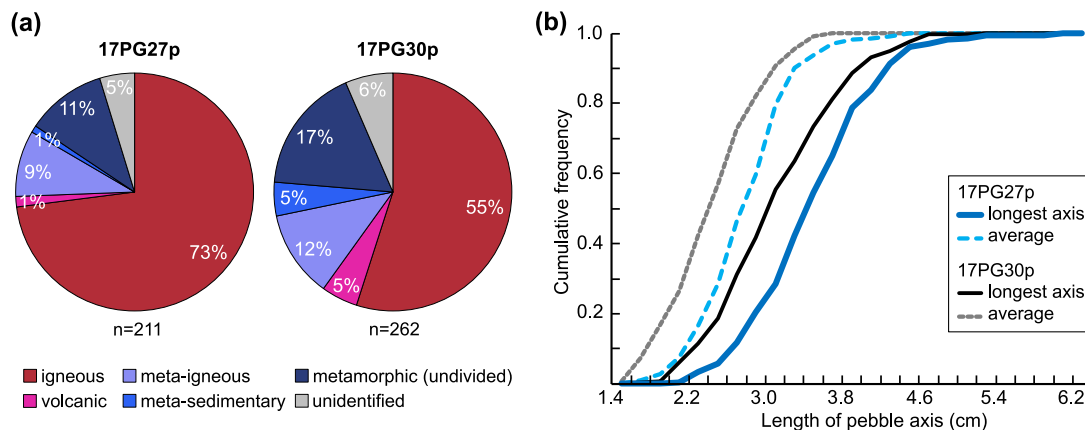 (a)
17PG27p
17PG30p
5%
11%
1%
9%
1%
73%
6%
17%
5%
12%
5%
55%
n=211
n=262
igneous
meta-igneous
metamorphic (undivided)
volcanic
meta-sedimentary
unidentified
(b)
Cumulative frequency
1.0
0.8
0.6
0.4
0.2
1.4
2.2
3.0
3.8
4.6
5.4
6.2
Length of pebble axis (cm)
17PG27p
longest axis
average
17PG30p
longest axis
average